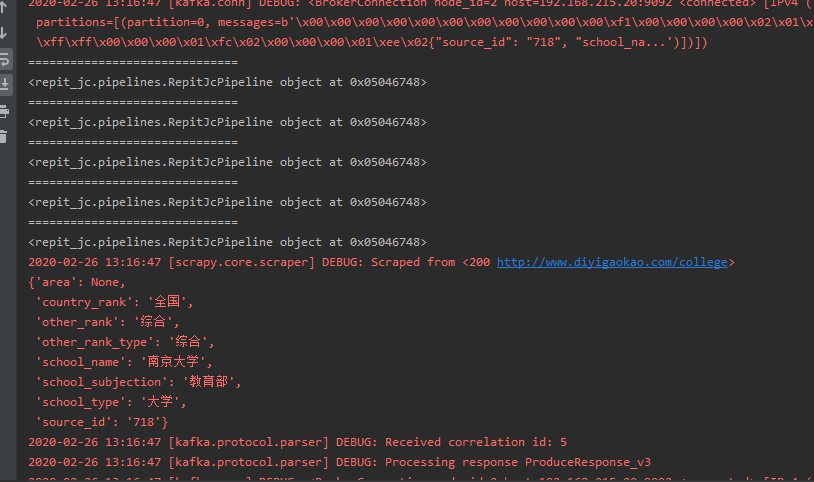 2020-02-26 13:16:47 [kafka.conn] DEBUG: <BrokerConnection node_id=2 host=192.168.215.20:9092 <connected> [IPv4 (
partitions=[(partition=0, messages=b'\x00\x00\x00\x00\x00\x00\x00\x00\x00\x00\x00\xf1\x00\x00\x00\x02\x01\
\xff\xff\x00\x00\x00\x01\xfc\x02\x00\x00\x00\x01\xee\x02{"source_id": "718", "school_na...')])])
==============================
<repit_jc.pipelines.RepitJcPipeline object at 0x05046748>
==============================
<repit_jc.pipelines.RepitJcPipeline object at 0x05046748>
==============================
<repit_jc.pipelines.RepitJcPipeline object at 0x05046748>
==============================
<repit_jc.pipelines.RepitJcPipeline object at 0x05046748>
==============================
<repit_jc.pipelines.RepitJcPipeline object at 0x05046748>
2020-02-26 13:16:47 [scrapy.core.scraper] DEBUG: Scraped from <200 http://www.diyigaokao.com/college>
{'area': None,
'country_rank': '全国',
'other_rank': '综合',
'other_rank_type': '综合',
'school_name': '南京大学',
'school_subjection': '教育部',
'school_type': '大学',
'source_id': '718'}
2020-02-26 13:16:47 [kafka.protocol.parser] DEBUG: Received correlation id: 5
2020-02-26 13:16:47 [kafka.protocol.parser] DEBUG: Processing response ProduceResponse_v3